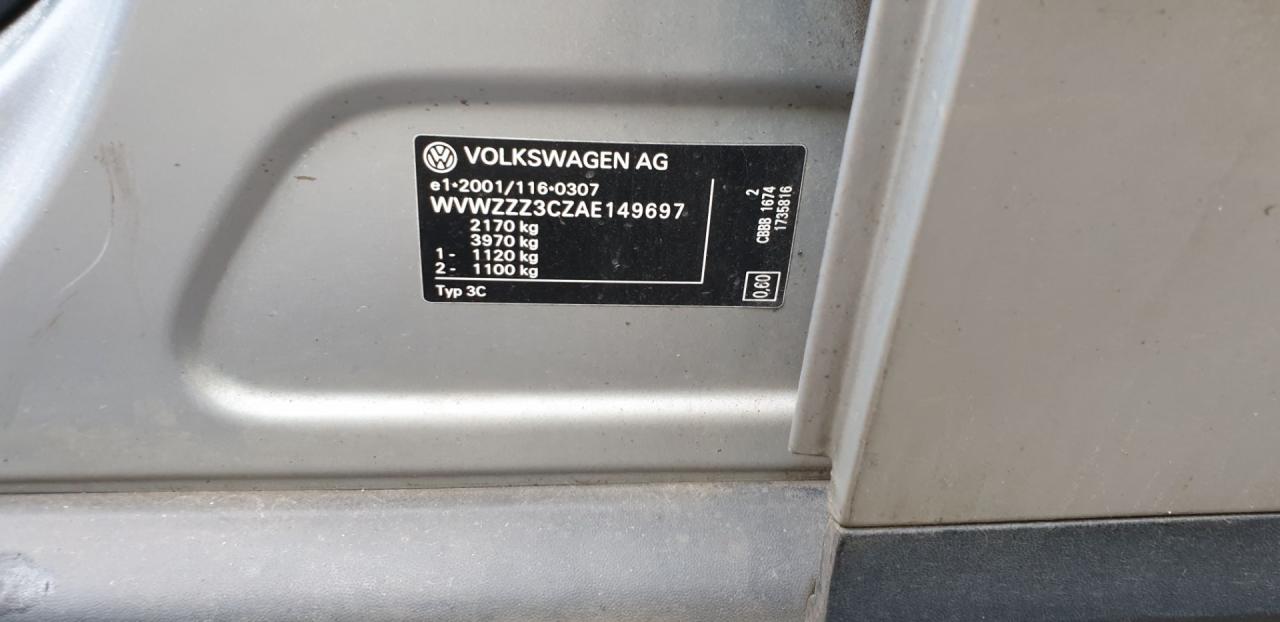 VOLKSWAGEN AG
e1*2001/116*0307
WVWZZZ3CZAE149697
2170 kg
3970 kg
1- 1120 kg
2- 1100 kg
Typ 3C
2
CBBB 1674
1735816
0,60